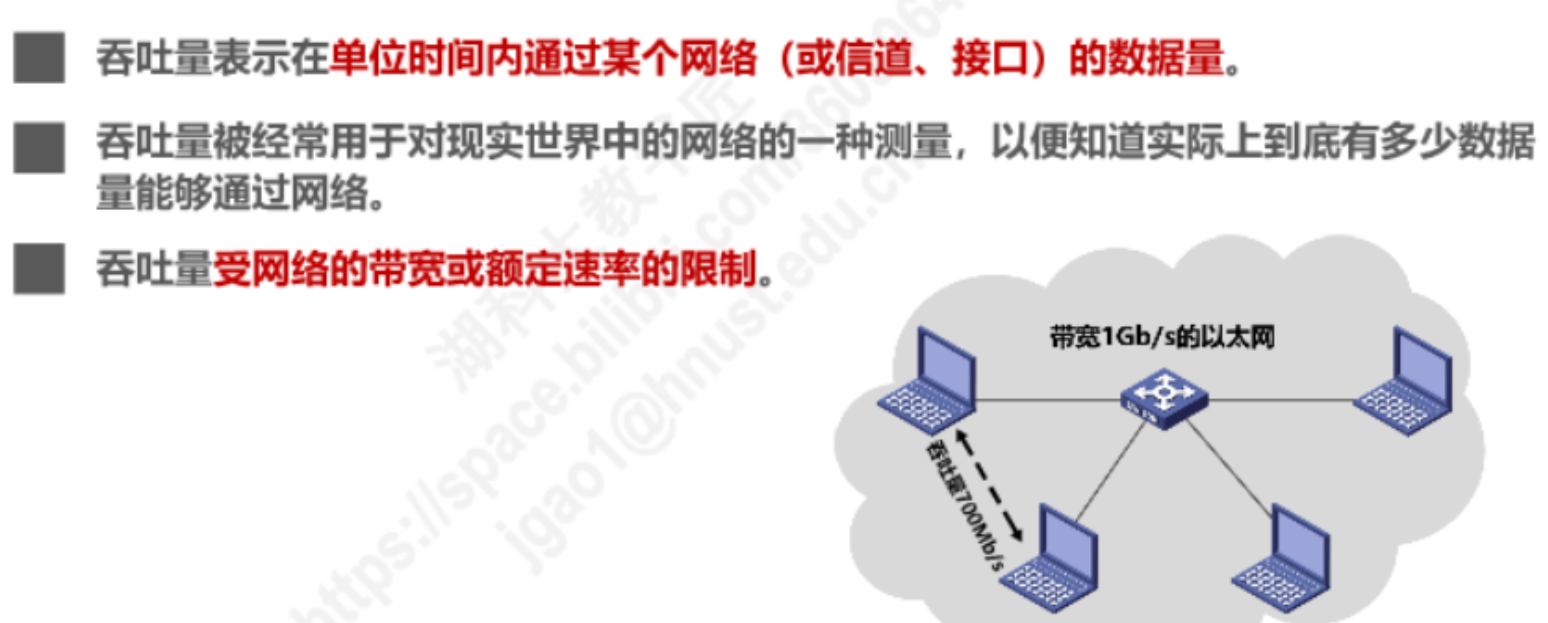 吞吐量表示在单位时间内通过某个网络（或信道、接口）的数据量。
吞吐量被经常用于对现实世界中的网络的一种测量，以便知道实际上到底有多少数据
量能够通过网络。
吞吐量受网络的带宽或额定速率的限制。
带宽1Gb/s的以太网
吞吐量700Mb/s
湖科大教书匠
https://space.bilibili.com/360
jgao1@hnust.edu.cn